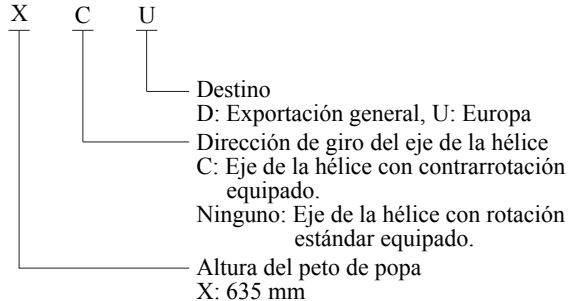 X C U
Destino
D: Exportación general, U: Europa
Dirección de giro del eje de la hélice
C: Eje de la hélice con contrarrotación
equipado.
Ninguno: Eje de la hélice con rotación
estándar equipado.
Altura del peto de popa
X: 635 mm